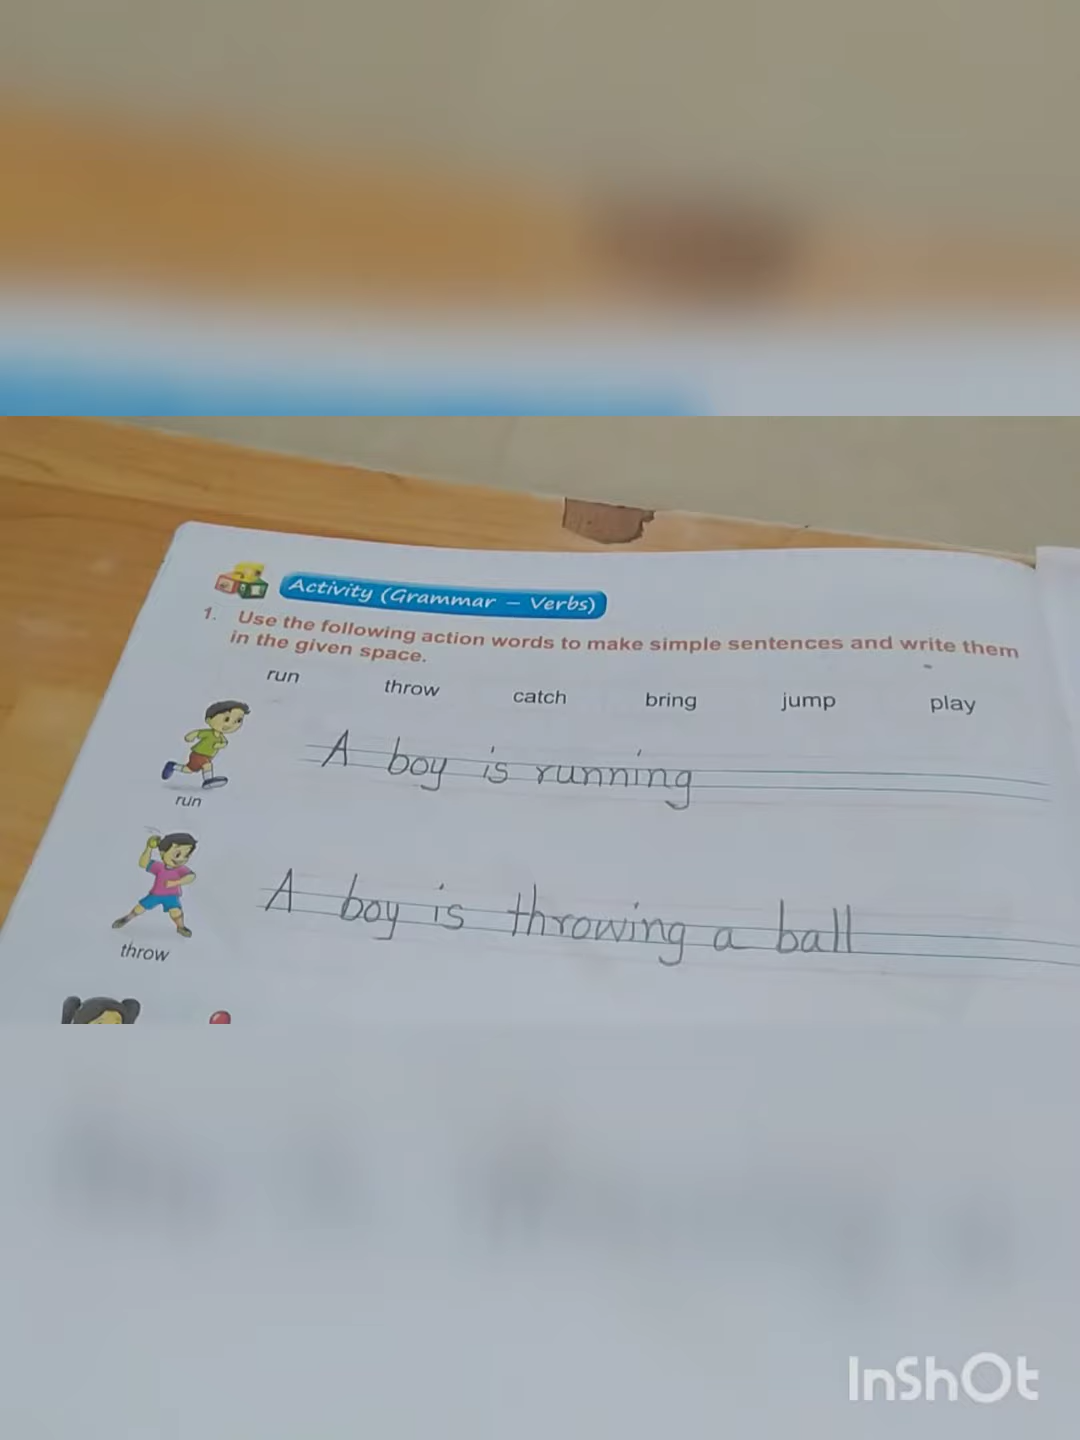 Activity (Grammar – Verbs)
1. Use the following action words to make simple sentences and write them
in the given space.
run throw catch bring jump play
A boy is running
run
A boy is throwing a ball
throw
InShOt